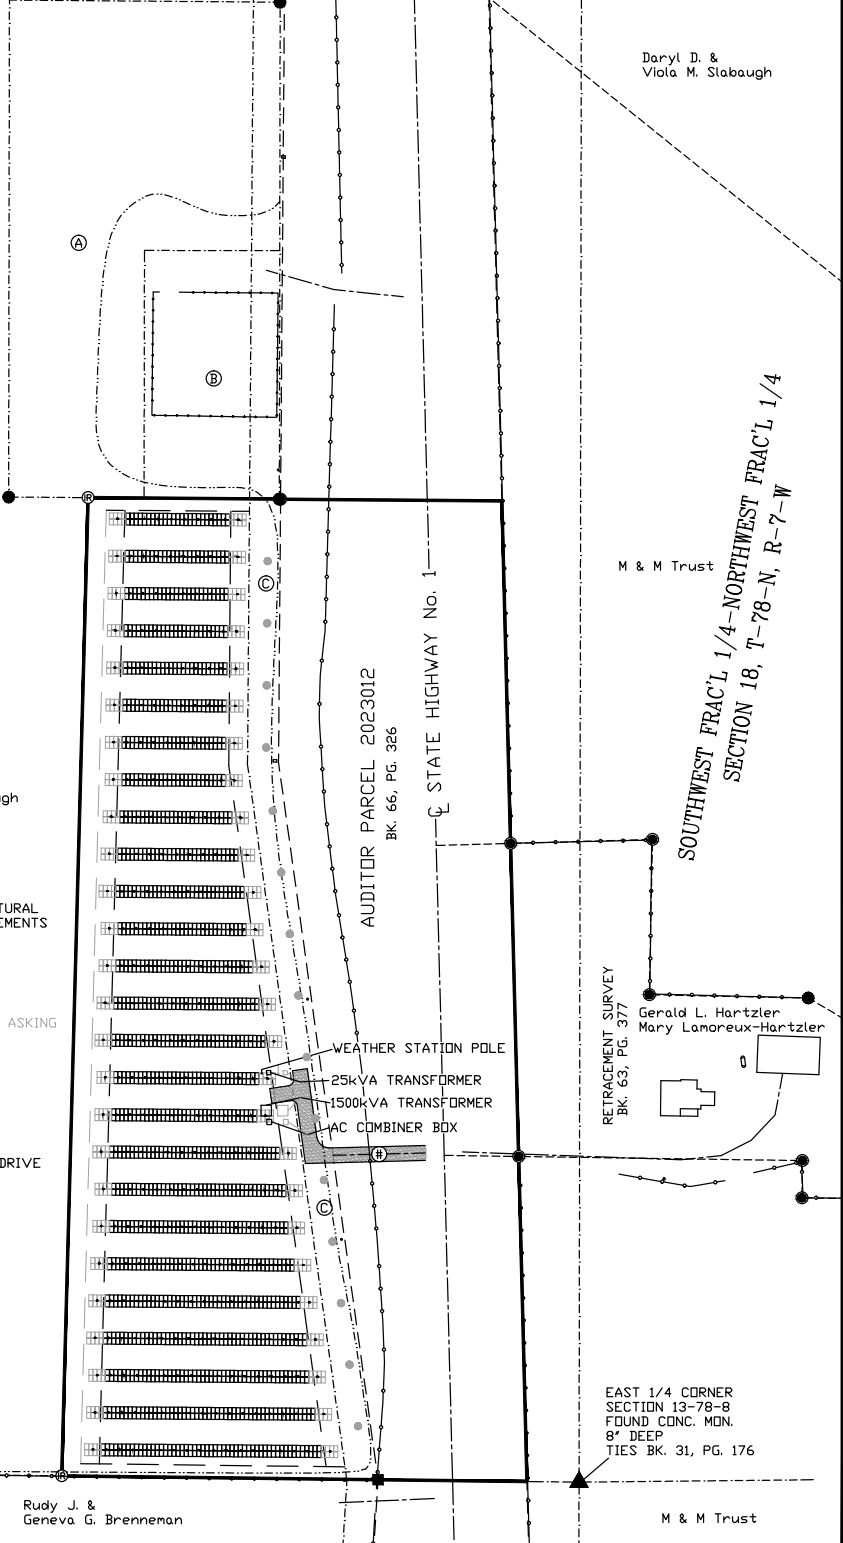 Daryl D. &
Viola M. Slabaugh
A
B
IR
C
M & M Trust
SOUTHWEST FRAC'L 1/4-NORTHWEST FRAC'L 1/4
SECTION 18, T-78-N, R-7-W
AUDITOR PARCEL 2023012
BK. 66, PG. 326
℄ STATE HIGHWAY No. 1
gh
TURAL
EMENTS
ASKING
RETRACEMENT SURVEY
BK. 63, PG. 377
Gerald L. Hartzler
Mary Lamoreux-Hartzler
WEATHER STATION POLE
25kVA TRANSFORMER
1500kVA TRANSFORMER
AC COMBINER BOX
#
DRIVE
C
EAST 1/4 CORNER
SECTION 13-78-8
FOUND CONC. MON.
8" DEEP
TIES BK. 31, PG. 176
IR
Rudy J. &
Geneva G. Brenneman
M & M Trust